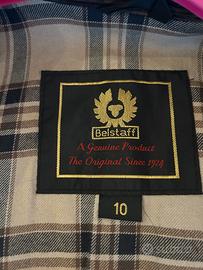 Belstaff
A Genuine Product
The Original Since 1924
10